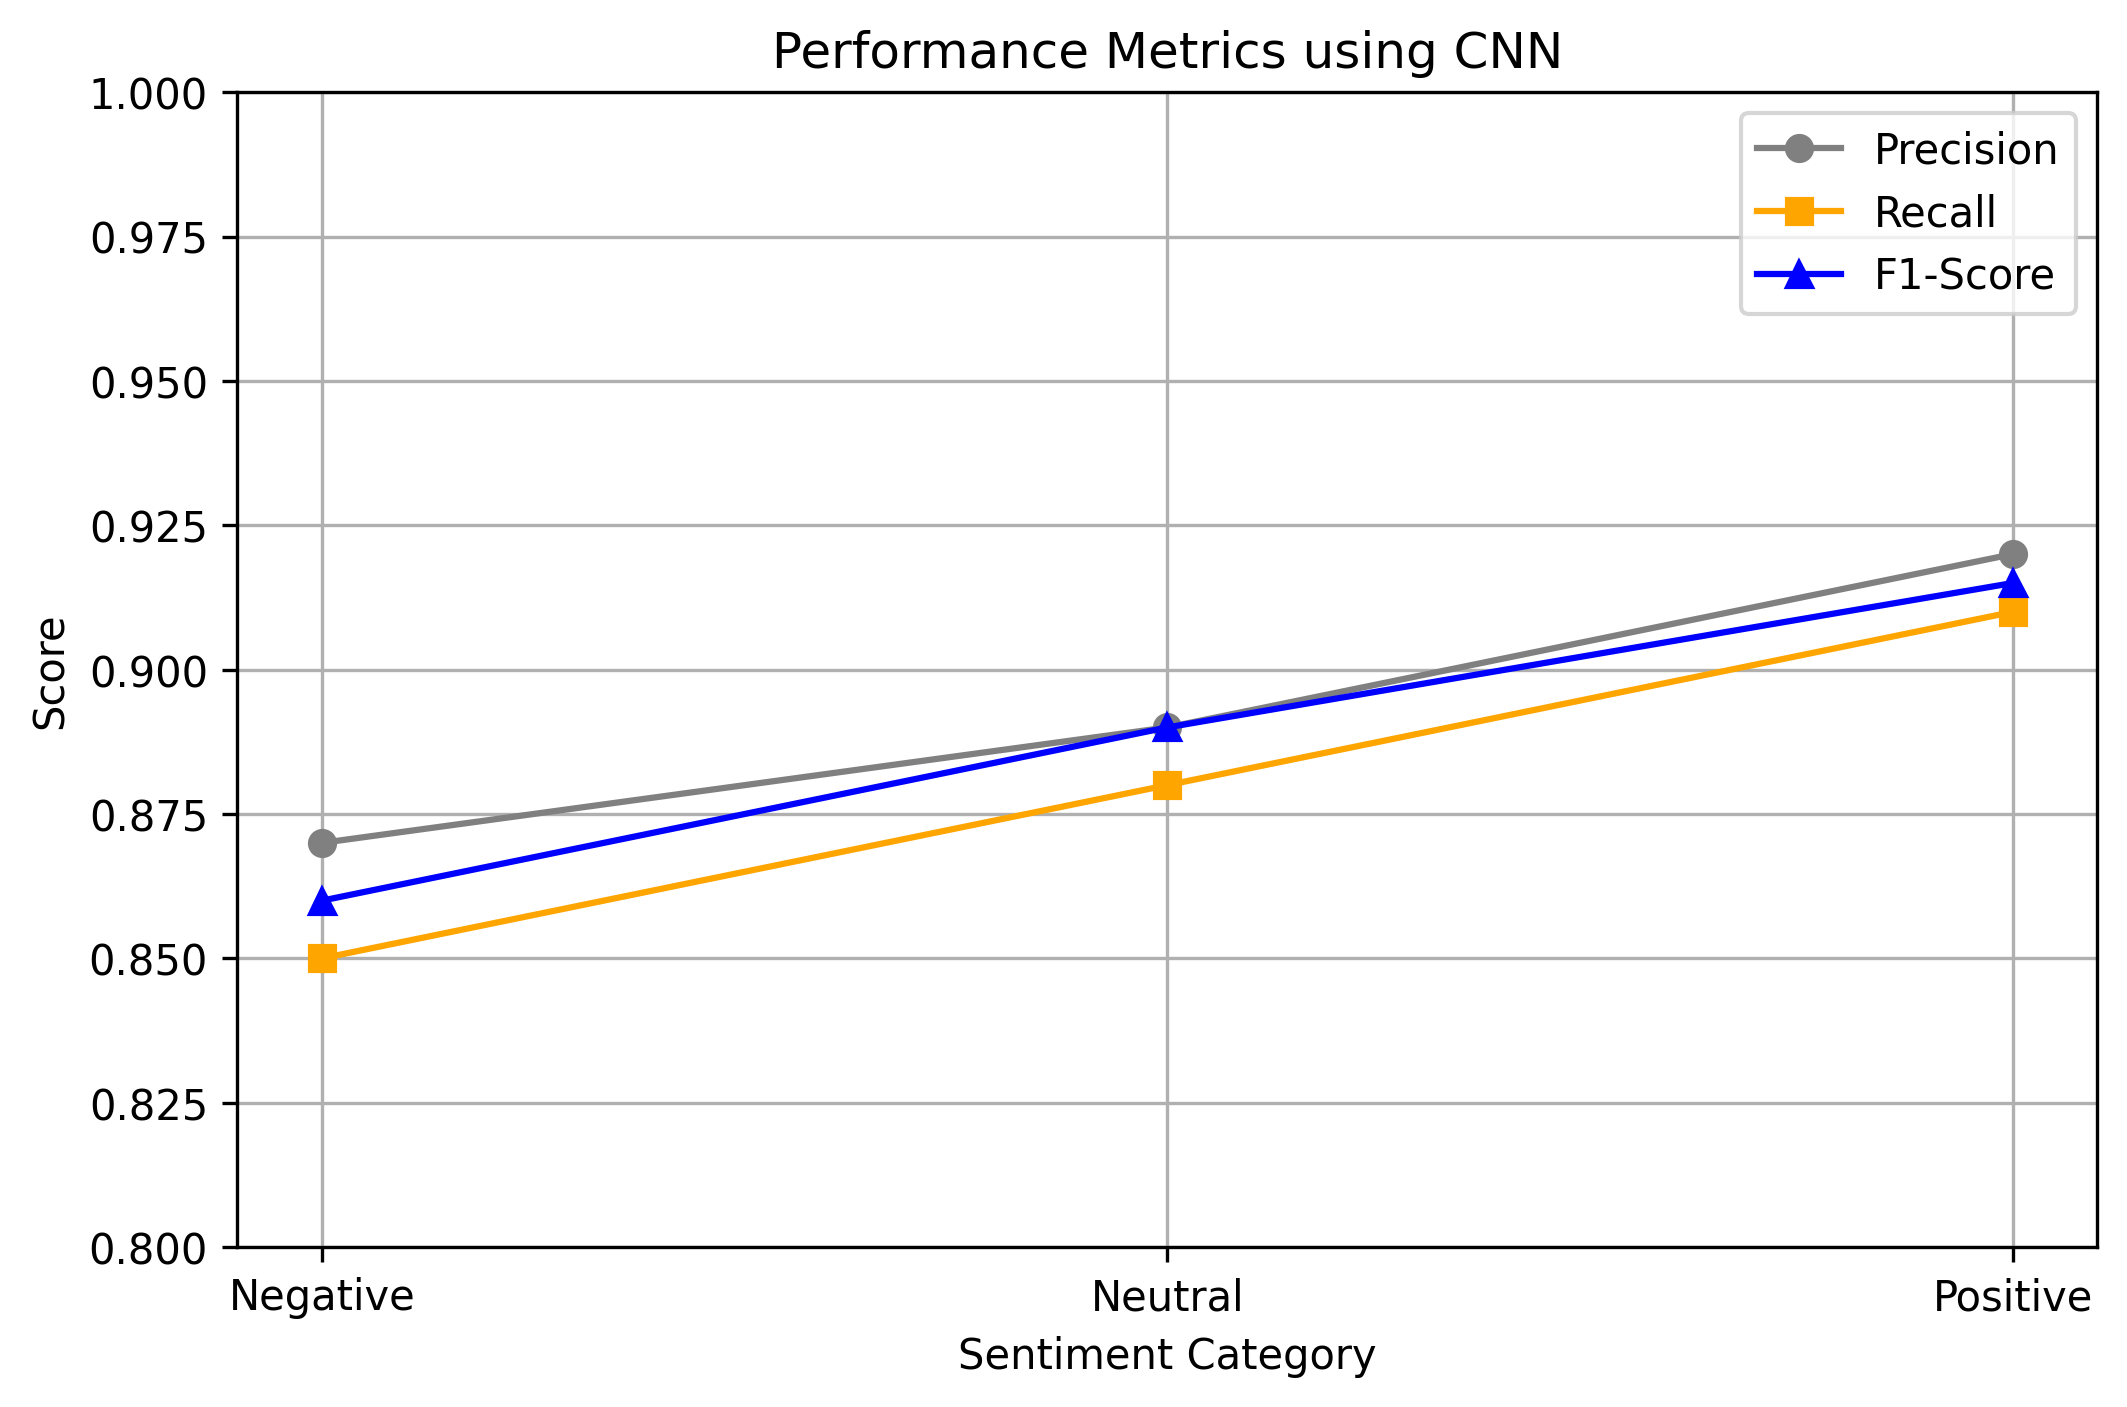 Performance Metrics using CNN
1.000
0.975
0.950
0.925
0.900
0.875
0.850
0.825
0.800
Score
Precision
Recall
F1-Score
Negative
Neutral
Positive
Sentiment Category